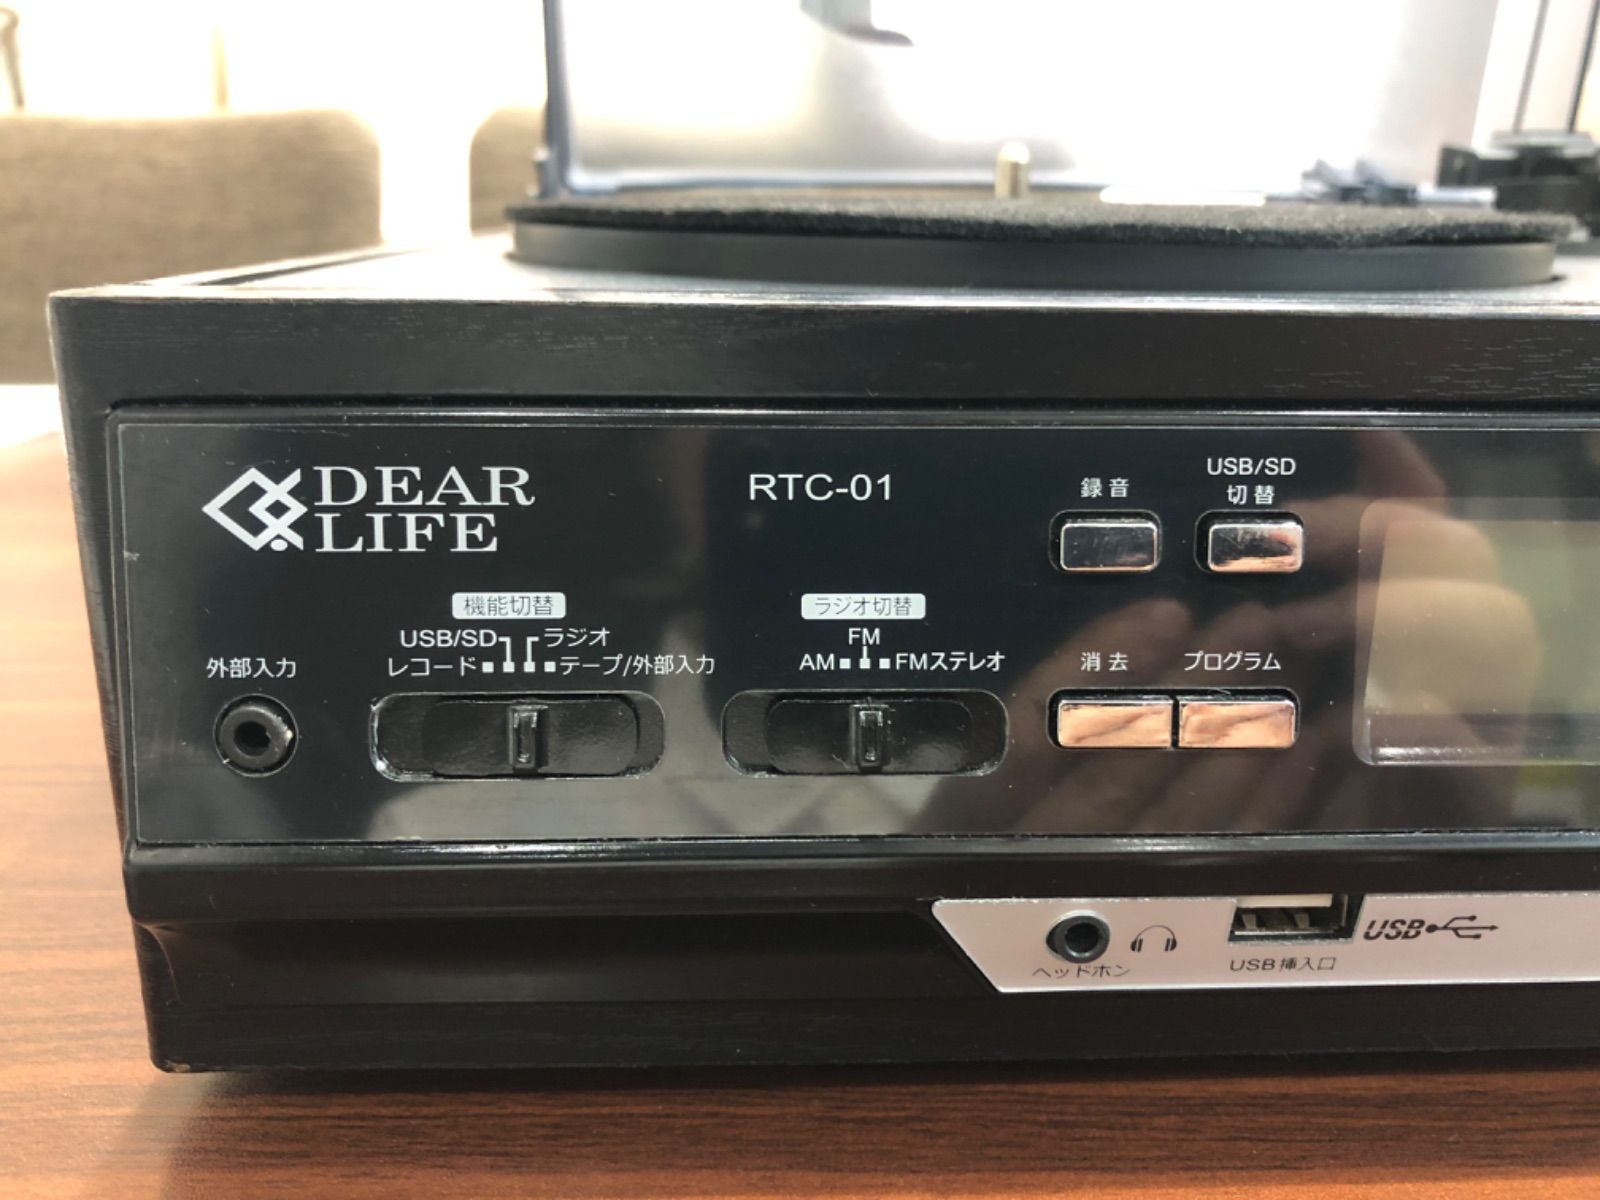 DEAR
LIFE
RTC-01
録音
USB/SD
切替
機能切替
USB/SD ラジオ
レコード テープ/外部入力
外部入力
ラジオ切替
FM
AM FMステレオ
消去
プログラム
ヘッドホン
USB
USB挿入口